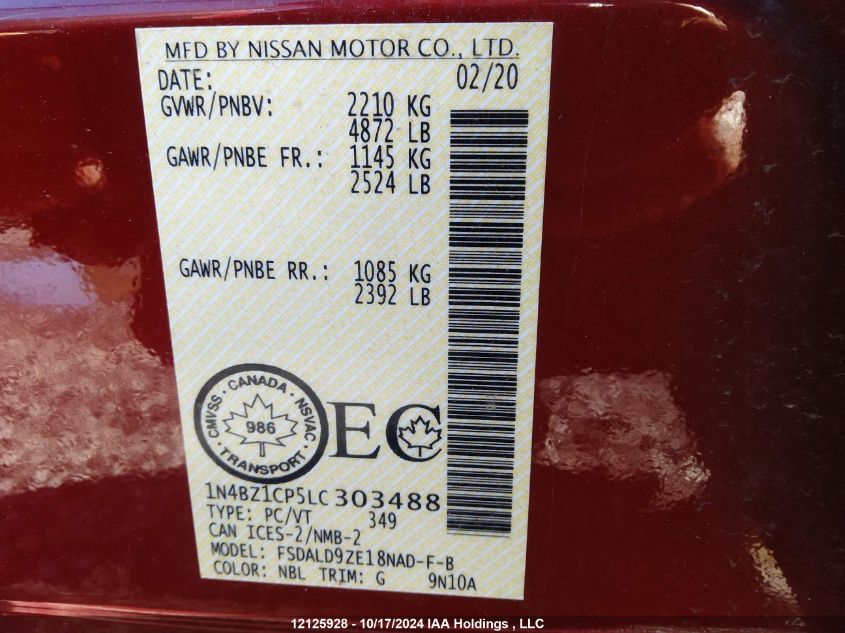 MFD BY NISSAN MOTOR CO., LTD.
DATE: 02/20
GVWR/PNBV: 2210 KG
4872 LB
GAWR/PNBE FR.: 1145 KG
2524 LB
GAWR/PNBE RR.: 1085 KG
2392 LB
CMVSS · CANADA · NSVAC · TRANSPORT
986
EC
1N4BZ1CP5LC303488
TYPE: PC/VT 349
CAN ICES-2/NMB-2
MODEL: FSDALD9ZE18NAD-F-B
COLOR: NBL TRIM: G 9N10A
12125928 - 10/17/2024 IAA Holdings , LLC